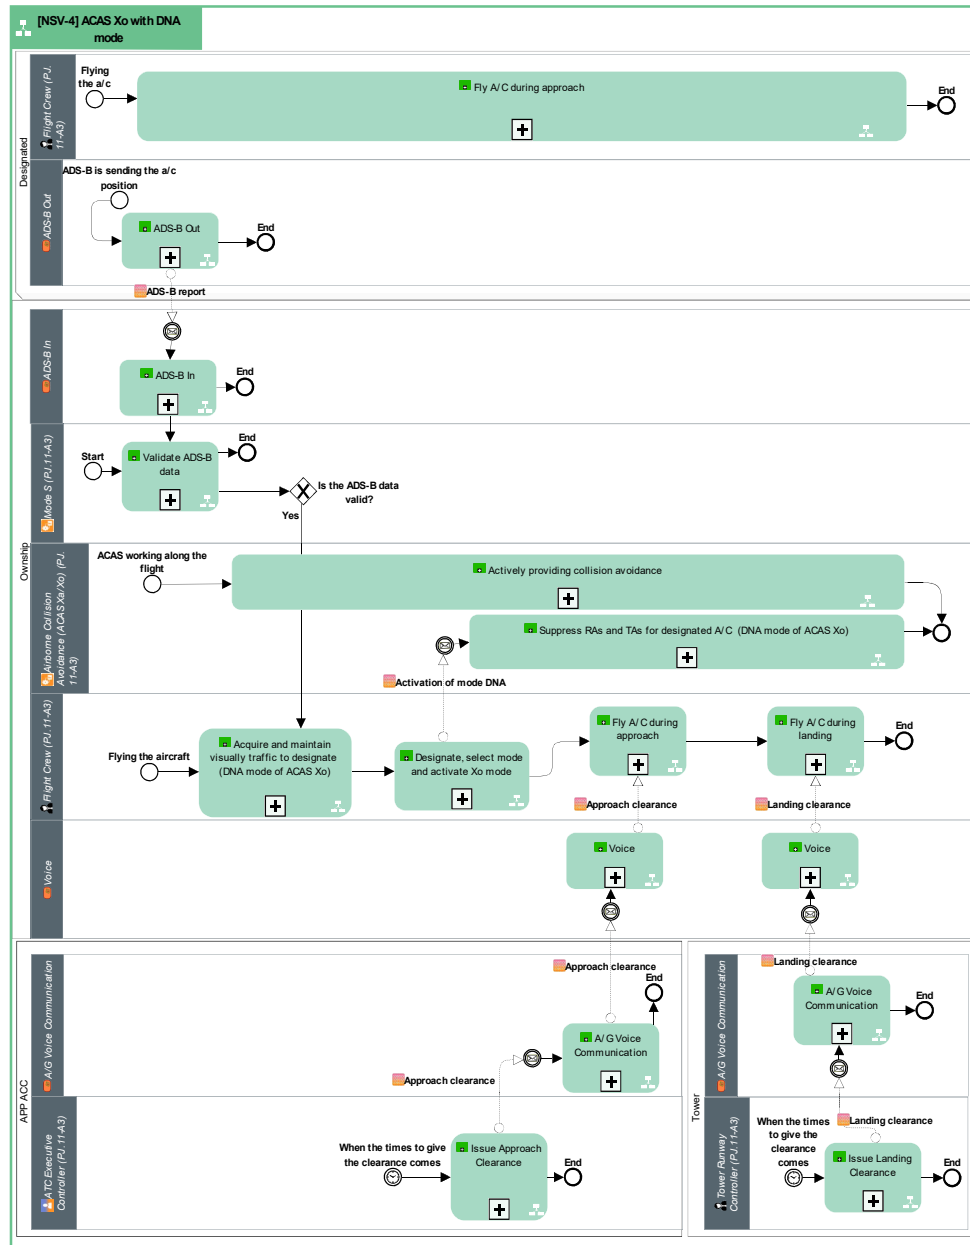 [NSV-4] ACAS Xo with DNA
mode
Designated
Flight Crew (PJ.
11-A3)
Flying
the a/c
Fly A/C during approach
End
ADS-B Out
ADS-B is sending the a/c
position
ADS-B Out
End
ADS-B report
Ownship
ADS-B In
ADS-B In
End
Mode S (PJ.11-A3)
Start
Validate ADS-B
data
End
Is the ADS-B data
valid?
Yes
Airborne Collision
Avoidance (ACAS Xa/Xo) (PJ.
11-A3)
ACAS working along the
flight
Actively providing collision avoidance
Suppress RAs and TAs for designated A/C (DNA mode of ACAS Xo)
Activation of mode DNA
Flight Crew (PJ.11-A3)
Flying the aircraft
Acquire and maintain
visually traffic to designate
(DNA mode of ACAS Xo)
Designate, select mode
and activate Xo mode
Fly A/C during
approach
Fly A/C during
landing
End
Approach clearance
Landing clearance
Voice
Voice
Voice
APP ACC
A/G Voice Communication
Approach clearance
End
A/G Voice
Communication
Approach clearance
ATC Executive
Controller (PJ.11-A3)
When the times to give
the clearance comes
Issue Approach
Clearance
End
Tower
A/G Voice Communication
Landing clearance
A/G Voice
Communication
End
Tower Runway
Controller (PJ.11-A3)
Landing clearance
When the times
to give the
clearance
comes
Issue Landing
Clearance
End